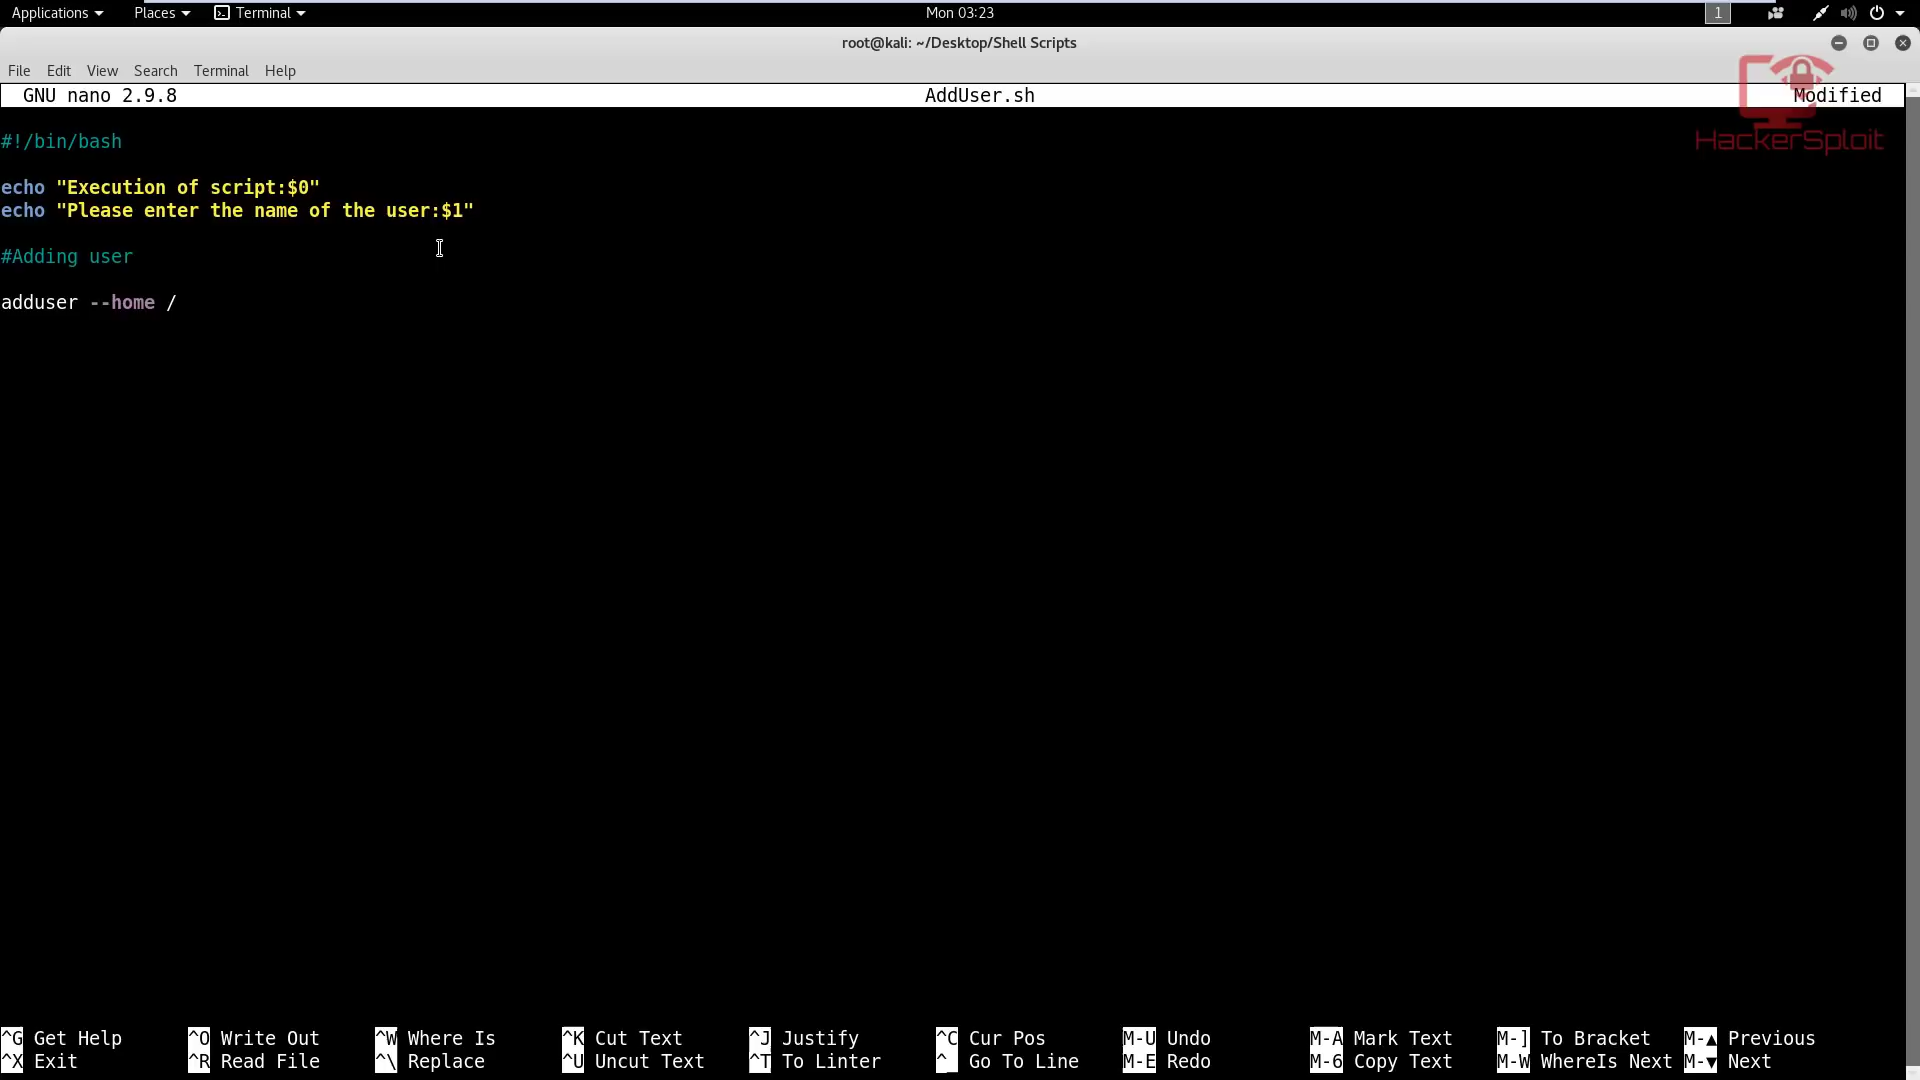 Applications Places Terminal Mon 03:23 1
root@kali: ~/Desktop/Shell Scripts
File Edit View Search Terminal Help
GNU nano 2.9.8 AddUser.sh Modified
HackerSploit
#!/bin/bash
echo "Execution of script:$0"
echo "Please enter the name of the user:$1"
#Adding user
adduser --home /
^G Get Help ^O Write Out ^W Where Is ^K Cut Text ^J Justify ^C Cur Pos M-U Undo M-A Mark Text M-] To Bracket M-▲ Previous
^X Exit ^R Read File ^\ Replace ^U Uncut Text ^T To Linter ^_ Go To Line M-E Redo M-6 Copy Text M-W WhereIs Next M-▼ Next